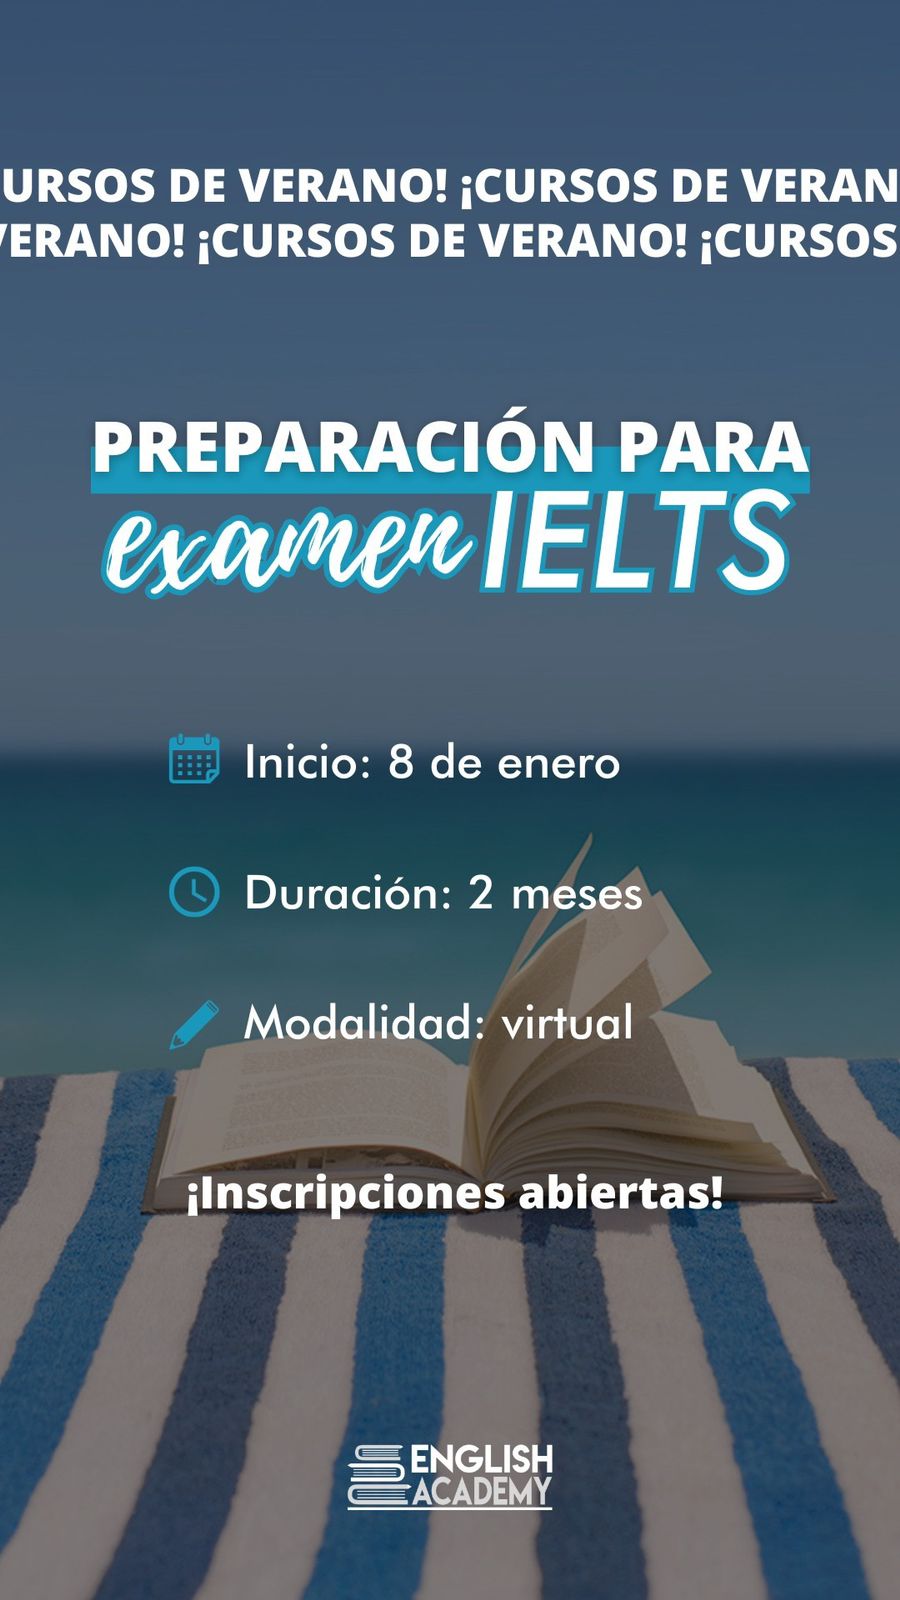 URSOS DE VERANO! ¡CURSOS DE VERAN
VERANO! ¡CURSOS DE VERANO! ¡CURSOS
PREPARACIÓN PARA
examen IELTS
Inicio: 8 de enero
Duración: 2 meses
Modalidad: virtual
¡Inscripciones abiertas!
ENGLISH
ACADEMY